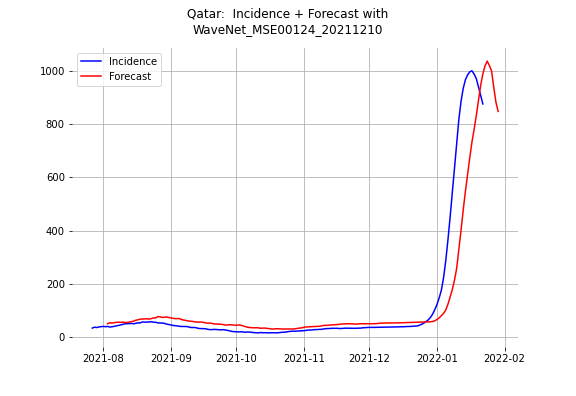 Qatar:  Incidence + Forecast with
WaveNet_MSE00124_20211210
Incidence
Forecast
1000
800
600
400
200
0
2021-08 2021-09 2021-10 2021-11 2021-12 2022-01 2022-02